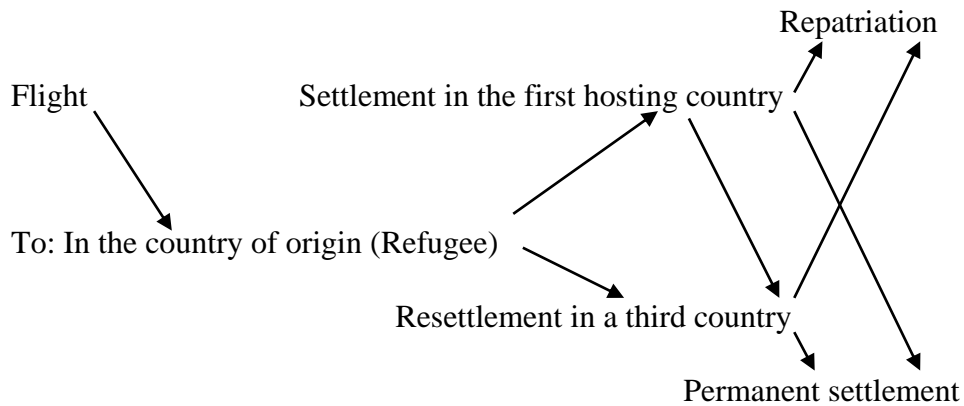 Repatriation
Flight Settlement in the first hosting country
To: In the country of origin (Refugee)
Resettlement in a third country
Permanent settlement